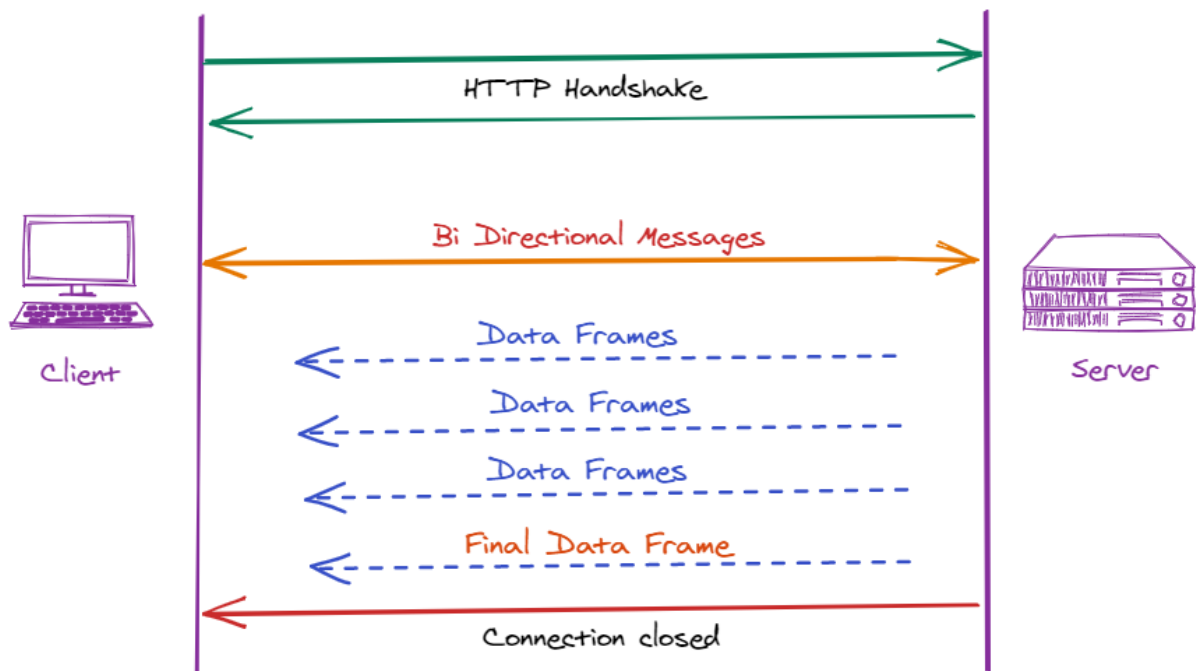 HTTP Handshake
Bi Directional Messages
Data Frames
Client
Server
Data Frames
Data Frames
Final Data Frame
Connection closed